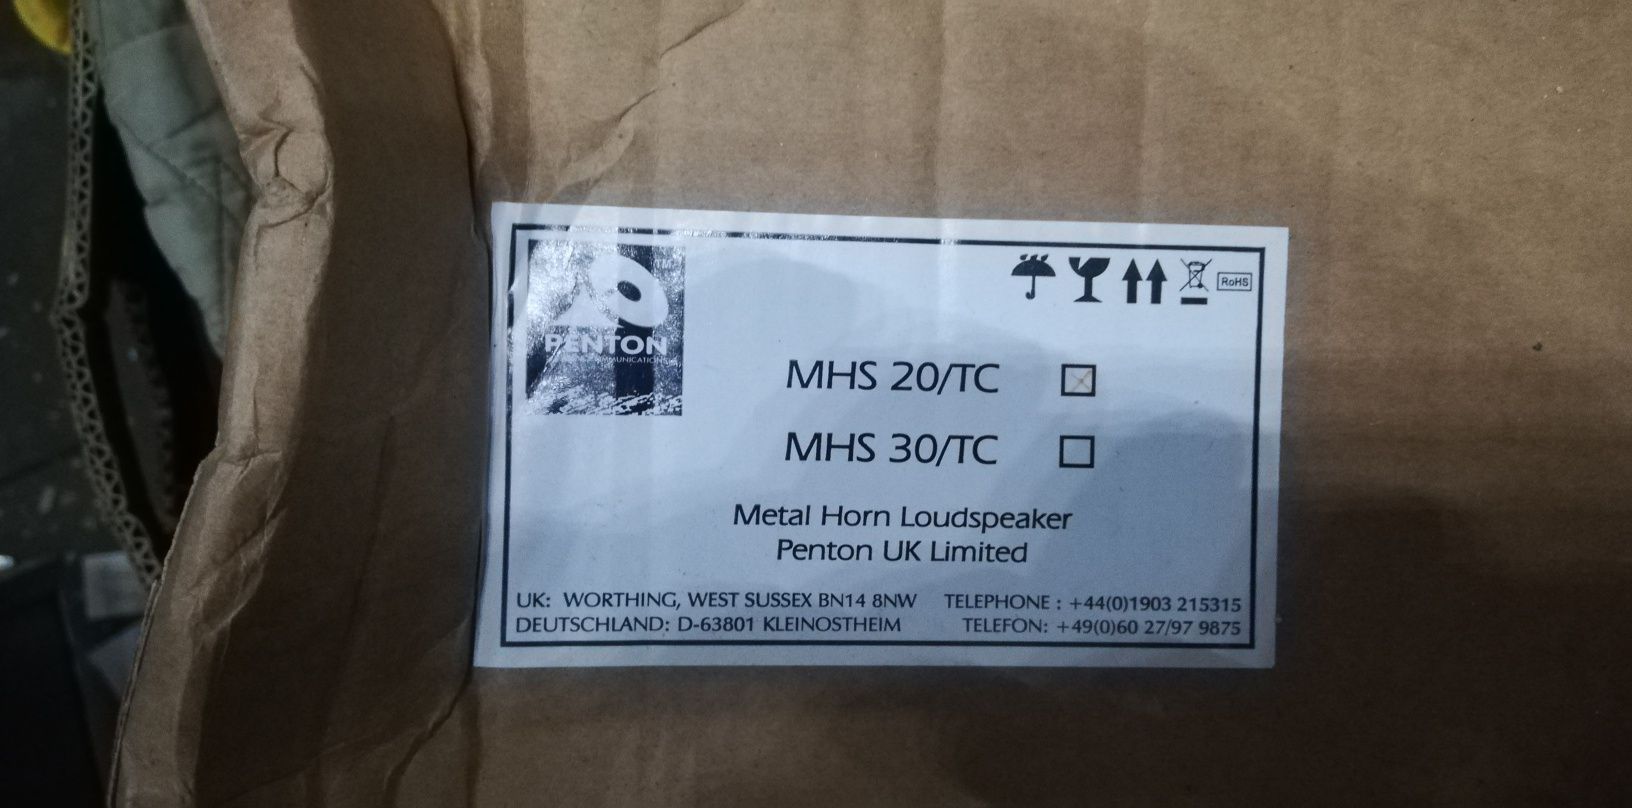 TM
PENTON
RoHS
MHS 20/TC
MHS 30/TC
Metal Horn Loudspeaker
Penton UK Limited
UK: WORTHING, WEST SUSSEX BN14 8NW TELEPHONE : +44(0)1903 215315
DEUTSCHLAND: D-63801 KLEINOSTHEIM TELEFON: +49(0)60 27/97 9875